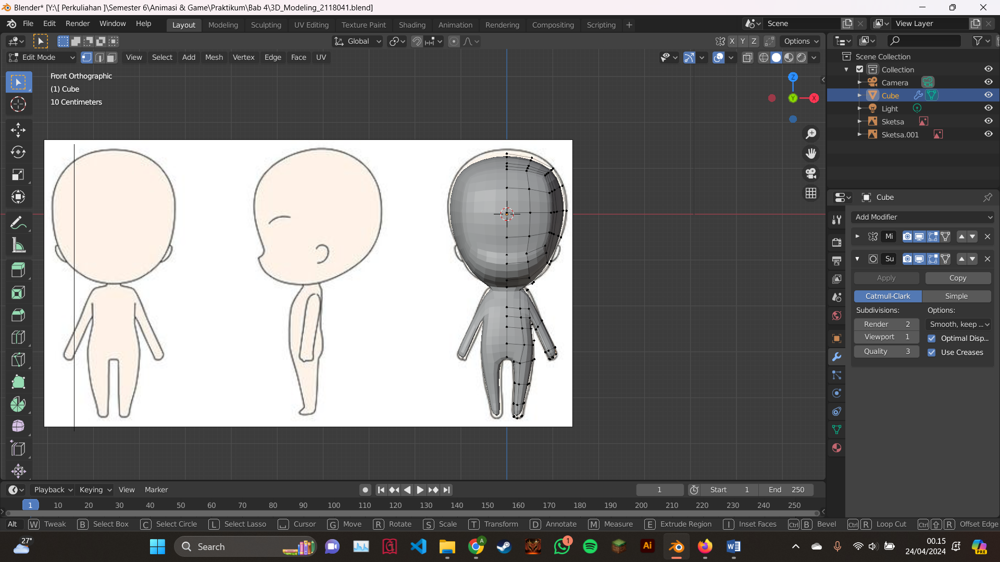 Blender* [Y:\[ Perkuliahan ]\Semester 6\Animasi & Game\Praktikum\Bab 4\3D_Modeling_2118041.blend]
File Edit Render Window Help Layout Modeling Sculpting UV Editing Texture Paint Shading Animation Rendering Compositing Scripting + Scene View Layer
Global X Y Z Options
Edit Mode View Select Add Mesh Vertex Edge Face UV
Front Orthographic
(1) Cube
10 Centimeters
Z
Y
X
Scene Collection
Collection
Camera
Cube
Light
Sketsa
Sketsa.001
Cube
Add Modifier
Mi
Su
Apply Copy
Catmull-Clark Simple
Subdivisions: Options:
Render 2 Smooth, keep ...
Viewport 1 Optimal Disp...
Quality 3 Use Creases
Playback Keying View Marker 1 Start 1 End 250
1 10 20 30 40 50 60 70 80 90 100 110 120 130 140 150 160 170 180 190 200 210 220 230 240 250
Alt W Tweak B Select Box C Select Circle L Select Lasso Cursor G Move R Rotate S Scale T Transform D Annotate M Measure E Extrude Region I Inset Faces Ctrl B Bevel Ctrl R Loop Cut Ctrl R Offset Edge
27°
Search
A
1
Ai
W
00.15
24/04/2024
PRE